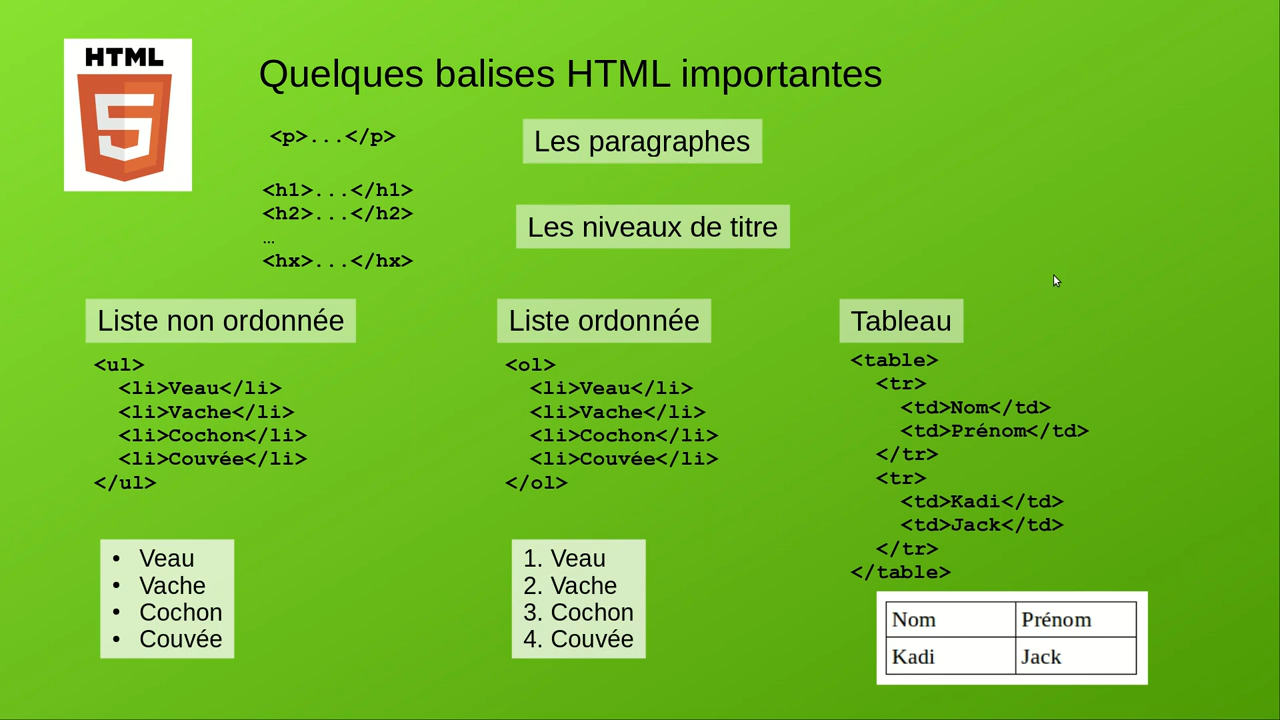 HTML
5
Quelques balises HTML importantes
<p>...</p>
Les paragraphes
<h1>...</h1>
<h2>...</h2>
...
<hx>...</hx>
Les niveaux de titre
Liste non ordonnée
<ul>
<li>Veau</li>
<li>Vache</li>
<li>Cochon</li>
<li>Couvée</li>
</ul>
• Veau
• Vache
• Cochon
• Couvée
Liste ordonnée
<ol>
<li>Veau</li>
<li>Vache</li>
<li>Cochon</li>
<li>Couvée</li>
</ol>
1. Veau
2. Vache
3. Cochon
4. Couvée
Tableau
<table>
<tr>
<td>Nom</td>
<td>Prénom</td>
</tr>
<tr>
<td>Kadi</td>
<td>Jack</td>
</tr>
</table>
Nom Prénom
Kadi Jack